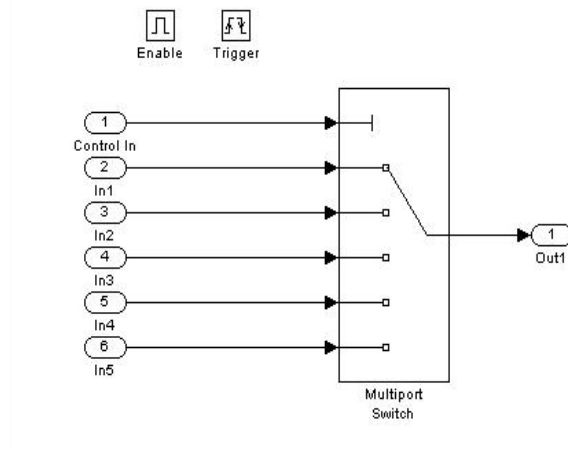 Enable
Trigger
1
Control In
2
In1
3
In2
4
In3
5
In4
6
In5
1
Out1
Multiport
Switch